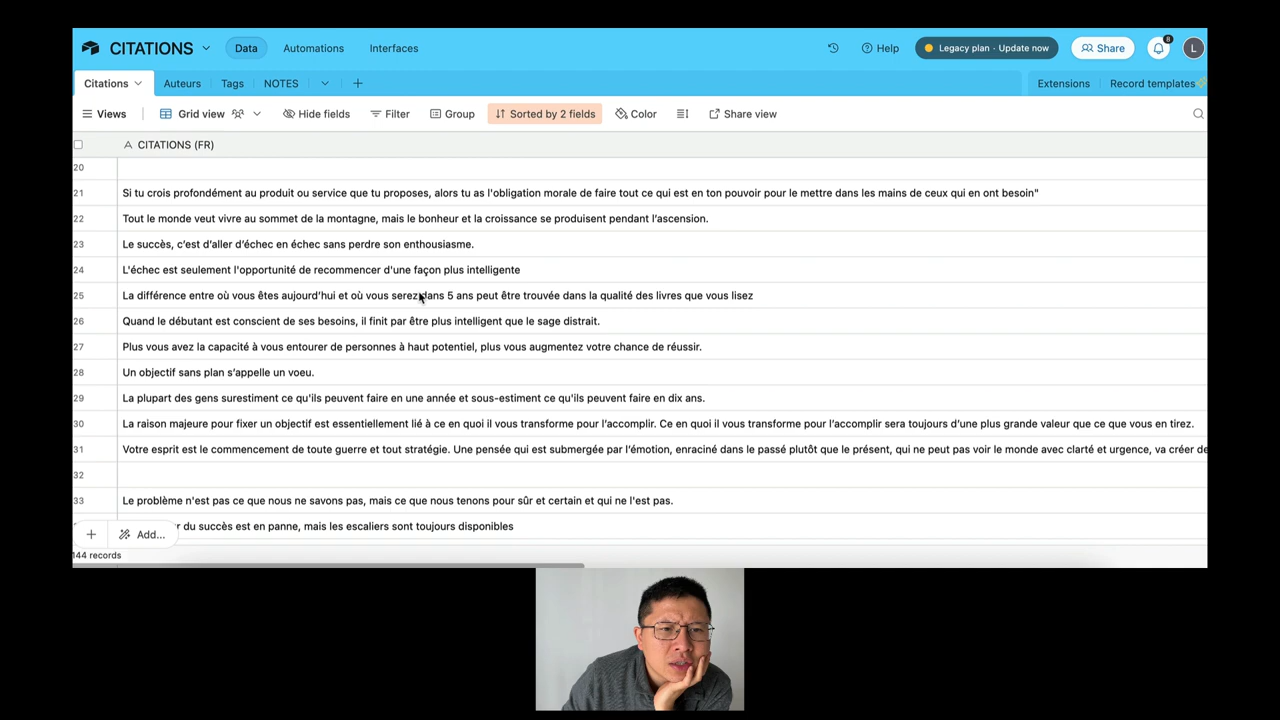 CITATIONS
Data
Automations
Interfaces
Help
Legacy plan · Update now
Share
8
L
Citations
Auteurs
Tags
NOTES
Extensions
Record templates
Views
Grid view
Hide fields
Filter
Group
Sorted by 2 fields
Color
Share view
A CITATIONS (FR)
20
21 Si tu crois profondément au produit ou service que tu proposes, alors tu as l'obligation morale de faire tout ce qui est en ton pouvoir pour le mettre dans les mains de ceux qui en ont besoin"
22 Tout le monde veut vivre au sommet de la montagne, mais le bonheur et la croissance se produisent pendant l’ascension.
23 Le succès, c’est d’aller d’échec en échec sans perdre son enthousiasme.
24 L'échec est seulement l'opportunité de recommencer d'une façon plus intelligente
25 La différence entre où vous êtes aujourd'hui et où vous serez dans 5 ans peut être trouvée dans la qualité des livres que vous lisez
26 Quand le débutant est conscient de ses besoins, il finit par être plus intelligent que le sage distrait.
27 Plus vous avez la capacité à vous entourer de personnes à haut potentiel, plus vous augmentez votre chance de réussir.
28 Un objectif sans plan s’appelle un voeu.
29 La plupart des gens surestiment ce qu'ils peuvent faire en une année et sous-estiment ce qu'ils peuvent faire en dix ans.
30 La raison majeure pour fixer un objectif est essentiellement lié à ce en quoi il vous transforme pour l’accomplir. Ce en quoi il vous transforme pour l’accomplir sera toujours d’une plus grande valeur que ce que vous en tirez.
31 Votre esprit est le commencement de toute guerre et tout stratégie. Une pensée qui est submergée par l’émotion, enraciné dans le passé plutôt que le présent, qui ne peut pas voir le monde avec clarté et urgence, va créer de
32
33 Le problème n'est pas ce que nous ne savons pas, mais ce que nous tenons pour sûr et certain et qui ne l'est pas.
du succès est en panne, mais les escaliers sont toujours disponibles
Add...
144 records